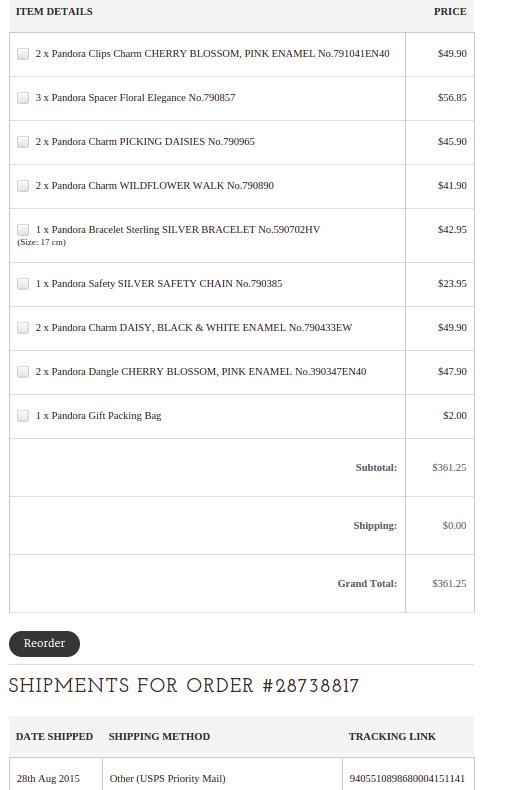 ITEM DETAILS PRICE
2 x Pandora Clips Charm CHERRY BLOSSOM, PINK ENAMEL No.791041EN40 $49.90
3 x Pandora Spacer Floral Elegance No.790857 $56.85
2 x Pandora Charm PICKING DAISIES No.790965 $45.90
2 x Pandora Charm WILDFLOWER WALK No.790890 $41.90
1 x Pandora Bracelet Sterling SILVER BRACELET No.590702HV $42.95
(Size: 17 cm)
1 x Pandora Safety SILVER SAFETY CHAIN No.790385 $23.95
2 x Pandora Charm DAISY, BLACK & WHITE ENAMEL No.790433EW $49.90
2 x Pandora Dangle CHERRY BLOSSOM, PINK ENAMEL No.390347EN40 $47.90
1 x Pandora Gift Packing Bag $2.00
Subtotal: $361.25
Shipping: $0.00
Grand Total: $361.25
Reorder
SHIPMENTS FOR ORDER #28738817
DATE SHIPPED SHIPPING METHOD TRACKING LINK
28th Aug 2015 Other (USPS Priority Mail) 9405510898680004151141